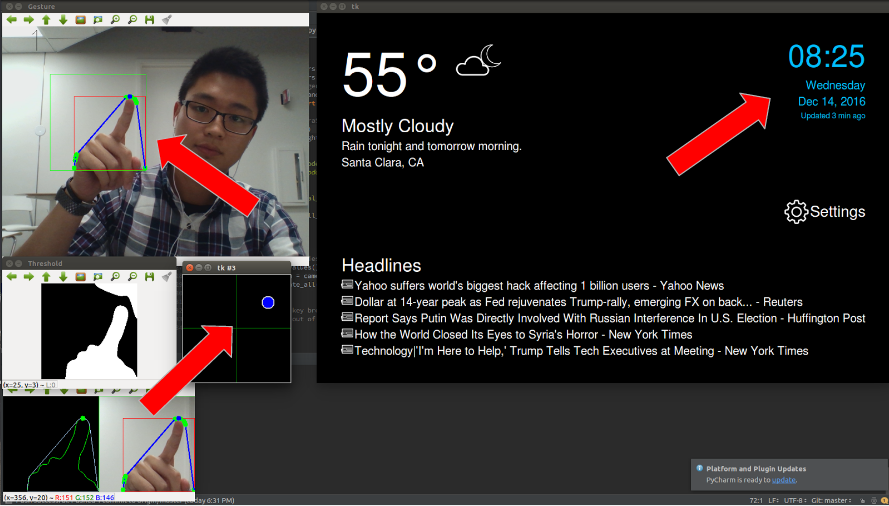 Gesture
tk
55°
08:25
Wednesday
Dec 14, 2016
Updated 3 min ago
Mostly Cloudy
Rain tonight and tomorrow morning.
Santa Clara, CA
Settings
Threshold
tk #3
Headlines
Yahoo suffers world's biggest hack affecting 1 billion users - Yahoo News
Dollar at 14-year peak as Fed rejuvenates Trump-rally, emerging FX on back... - Reuters
Report Says Putin Was Directly Involved With Russian Interference In U.S. Election - Huffington Post
How the World Closed Its Eyes to Syria's Horror - New York Times
Technology|'I'm Here to Help,' Trump Tells Tech Executives at Meeting - New York Times
(x=25, y=3) ~ L:0
(x=356, y=20) ~ R:151 G:152 B:146
Platform and Plugin Updates
PyCharm is ready to update.
6:31 PM)
72:1 LF: UTF-8: Git: master: